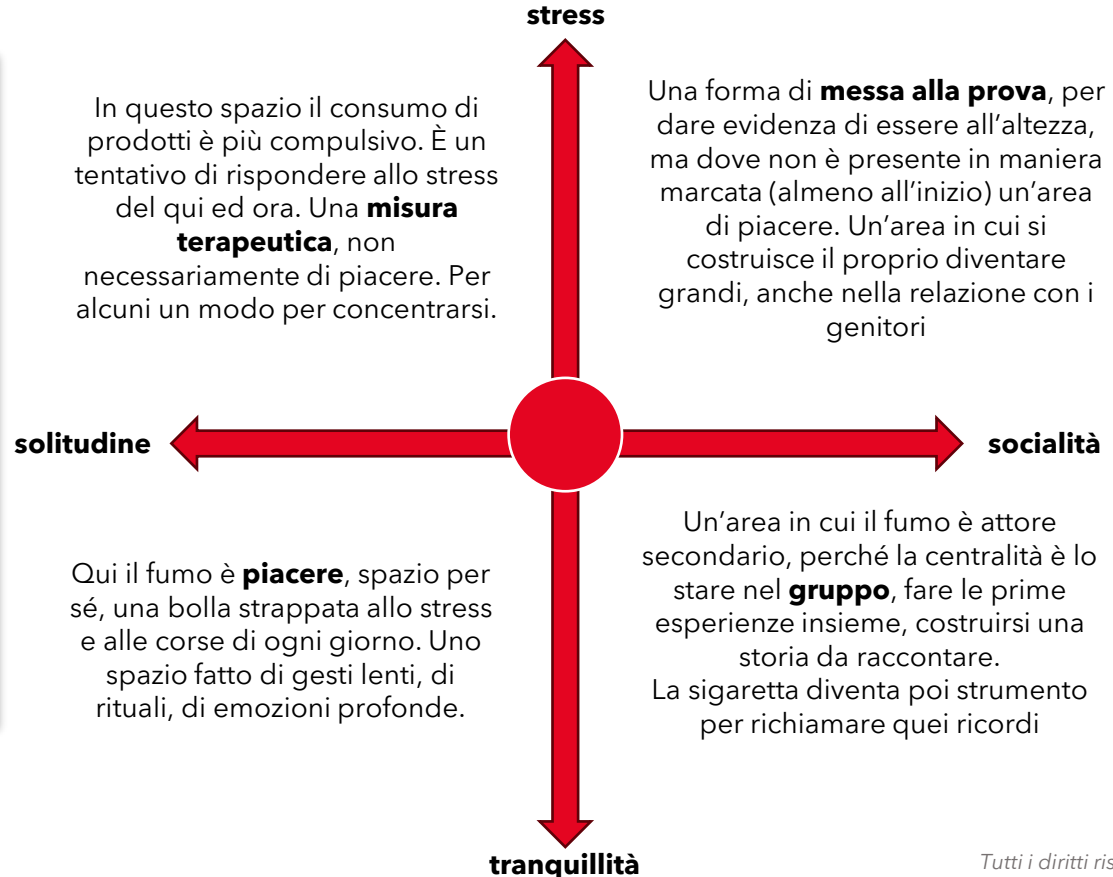 stress
In questo spazio il consumo di
prodotti è più compulsivo. È un
tentativo di rispondere allo stress
del qui ed ora. Una misura
terapeutica, non
necessariamente di piacere. Per
alcuni un modo per concentrarsi.
Una forma di messa alla prova, per
dare evidenza di essere all’altezza,
ma dove non è presente in maniera
marcata (almeno all’inizio) un’area
di piacere. Un’area in cui si
costruisce il proprio diventare
grandi, anche nella relazione con i
genitori
solitudine
socialità
Qui il fumo è piacere, spazio per
sé, una bolla strappata allo stress
e alle corse di ogni giorno. Uno
spazio fatto di gesti lenti, di
rituali, di emozioni profonde.
Un’area in cui il fumo è attore
secondario, perché la centralità è lo
stare nel gruppo, fare le prime
esperienze insieme, costruirsi una
storia da raccontare.
La sigaretta diventa poi strumento
per richiamare quei ricordi
tranquillità
Tutti i diritti ris